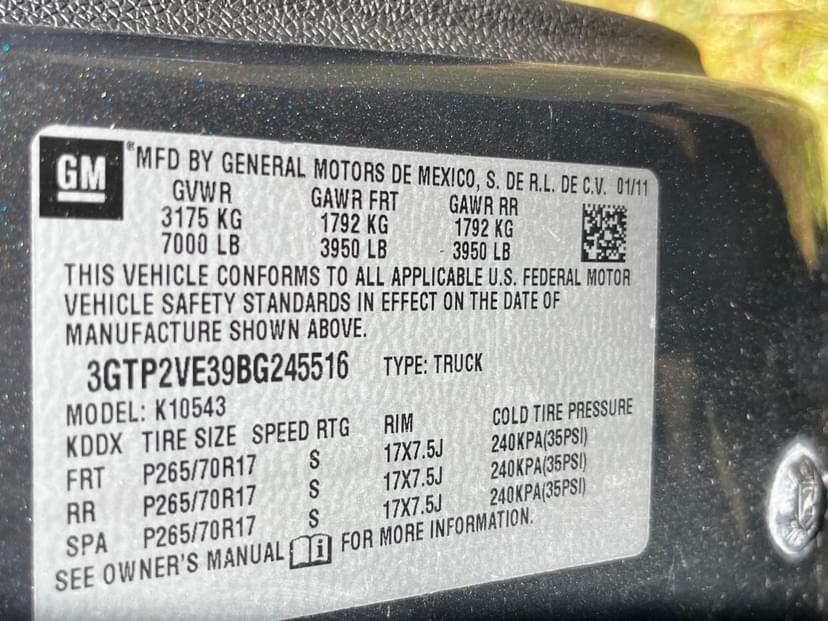 GM ®MFD BY GENERAL MOTORS DE MEXICO, S. DE R.L. DE C.V. 01/11
GVWR GAWR FRT GAWR RR
3175 KG 1792 KG 1792 KG
7000 LB 3950 LB 3950 LB
THIS VEHICLE CONFORMS TO ALL APPLICABLE U.S. FEDERAL MOTOR
VEHICLE SAFETY STANDARDS IN EFFECT ON THE DATE OF
MANUFACTURE SHOWN ABOVE.
3GTP2VE39BG245516 TYPE: TRUCK
MODEL: K10543
KDDX TIRE SIZE SPEED RTG RIM COLD TIRE PRESSURE
FRT P265/70R17 S 17X7.5J 240KPA(35PSI)
RR P265/70R17 S 17X7.5J 240KPA(35PSI)
SPA P265/70R17 S 17X7.5J 240KPA(35PSI)
SEE OWNER'S MANUAL i FOR MORE INFORMATION.